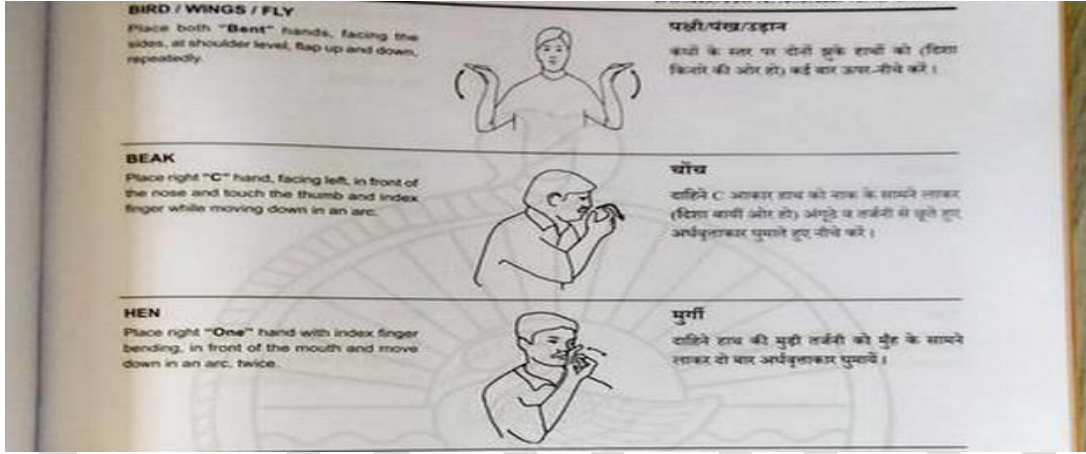 BIRD / WINGS / FLY
Place both "Bent" hands, facing the
sides, at shoulder level, flap up and down,
repeatedly.
पक्षी/पंख/उड़ान
कंधों के स्तर पर दोनों झुके हाथों को (दिशा
किनारे की ओर हो) कई बार ऊपर-नीचे करें।
BEAK
Place right "C" hand, facing left, in front of
the nose and touch the thumb and index
finger while moving down in an arc.
चोंच
दाहिने C आकार हाथ को नाक के सामने लाकर
(दिशा बायीं ओर हो) अंगूठे व तर्जनी से छूते हुए
अर्धवृत्ताकार घुमाते हुए नीचे करें।
HEN
Place right "One" hand with index finger
bending, in front of the mouth and move
down in an arc, twice.
मुर्गी
दाहिने हाथ की मुड़ी तर्जनी को मुँह के सामने
लाकर दो बार अर्धवृत्ताकार घुमायें।